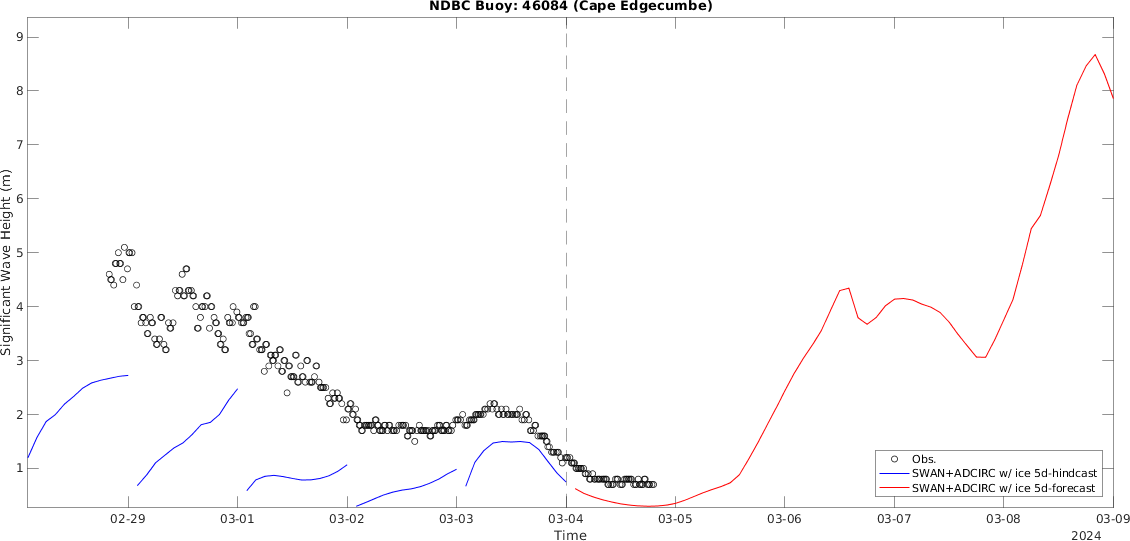 NDBC Buoy: 46084 (Cape Edgecumbe)
Significant Wave Height (m)
9
8
7
6
5
4
3
2
1
Obs.
SWAN+ADCIRC w/ ice 5d-hindcast
SWAN+ADCIRC w/ ice 5d-forecast
02-29 03-01 03-02 03-03 03-04 03-05 03-06 03-07 03-08 03-09
Time
2024